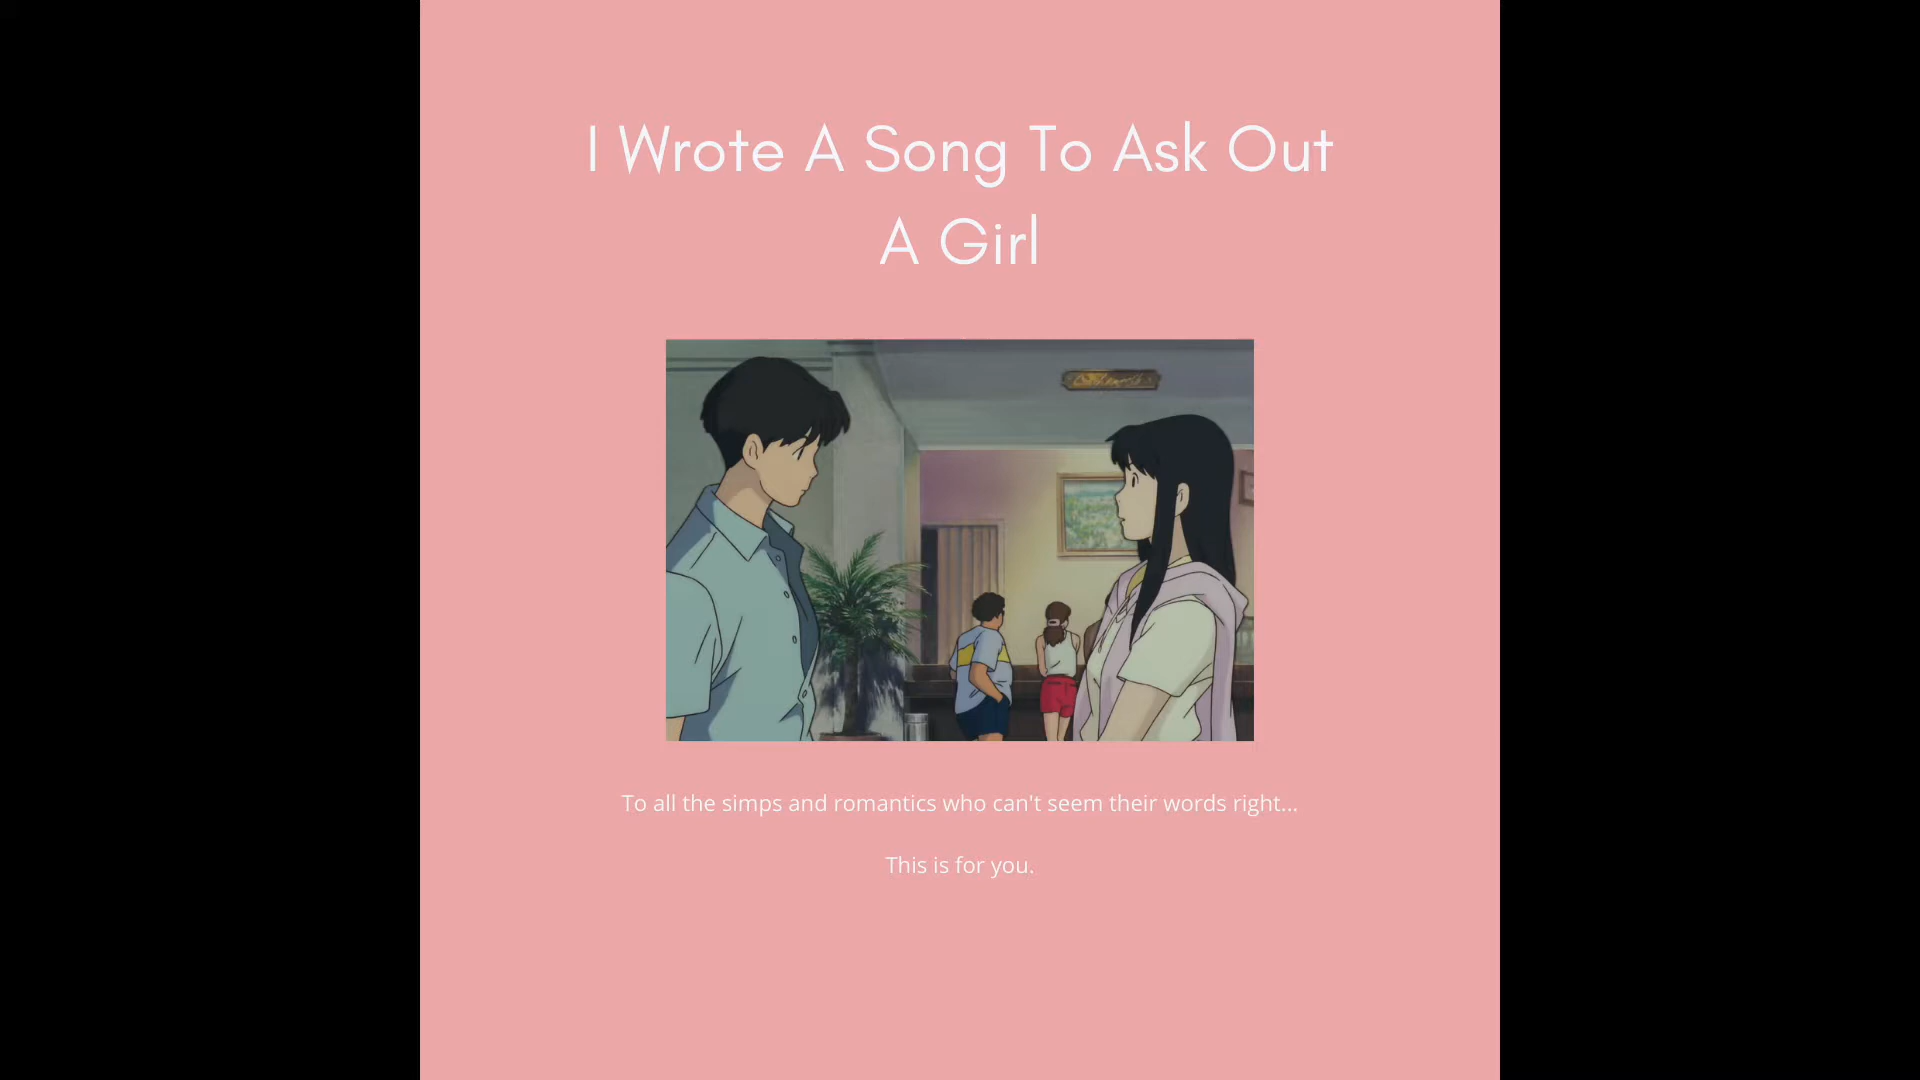 I Wrote A Song To Ask Out
A Girl
To all the simps and romantics who can't seem their words right...
This is for you.